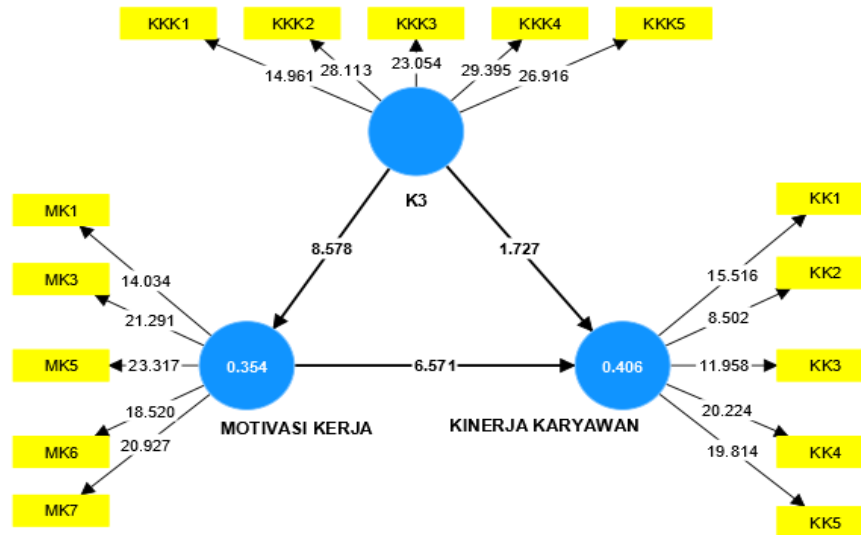 KKK1
KKK2
KKK3
KKK4
KKK5
14.961
28.113
23.054
29.395
26.916
K3
MK1
MK3
MK5
MK6
MK7
14.034
21.291
23.317
18.520
20.927
8.578
1.727
0.354
6.571
0.406
MOTIVASI KERJA
KINERJA KARYAWAN
15.516
8.502
11.958
20.224
19.814
KK1
KK2
KK3
KK4
KK5